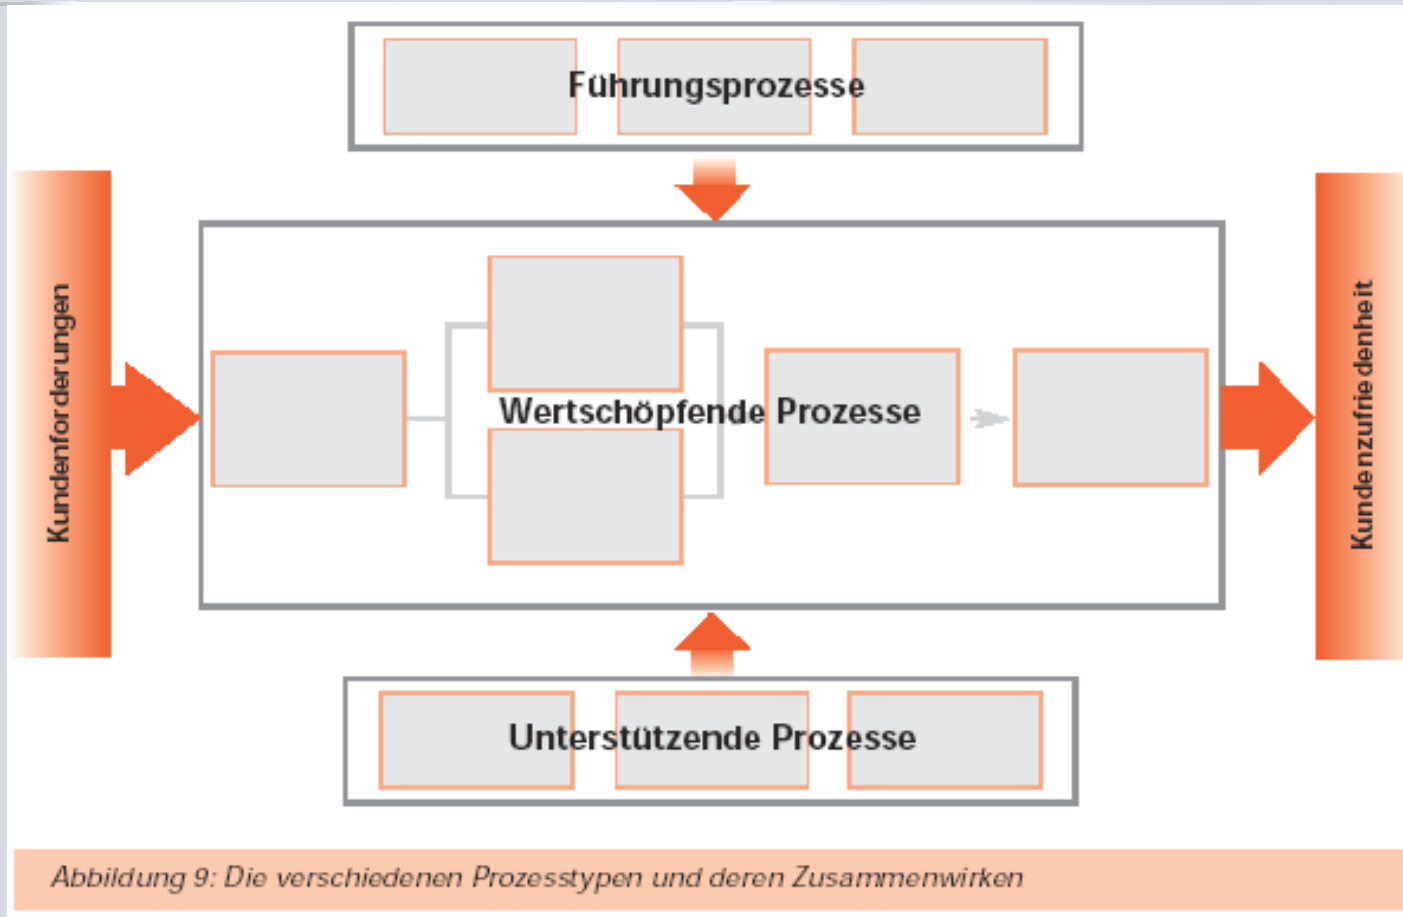 Führungsprozesse
Kundenforderungen
Wertschöpfende Prozesse
Kundenzufriedenheit
Unterstützende Prozesse
Abbildung 9: Die verschiedenen Prozesstypen und deren Zusammenwirken